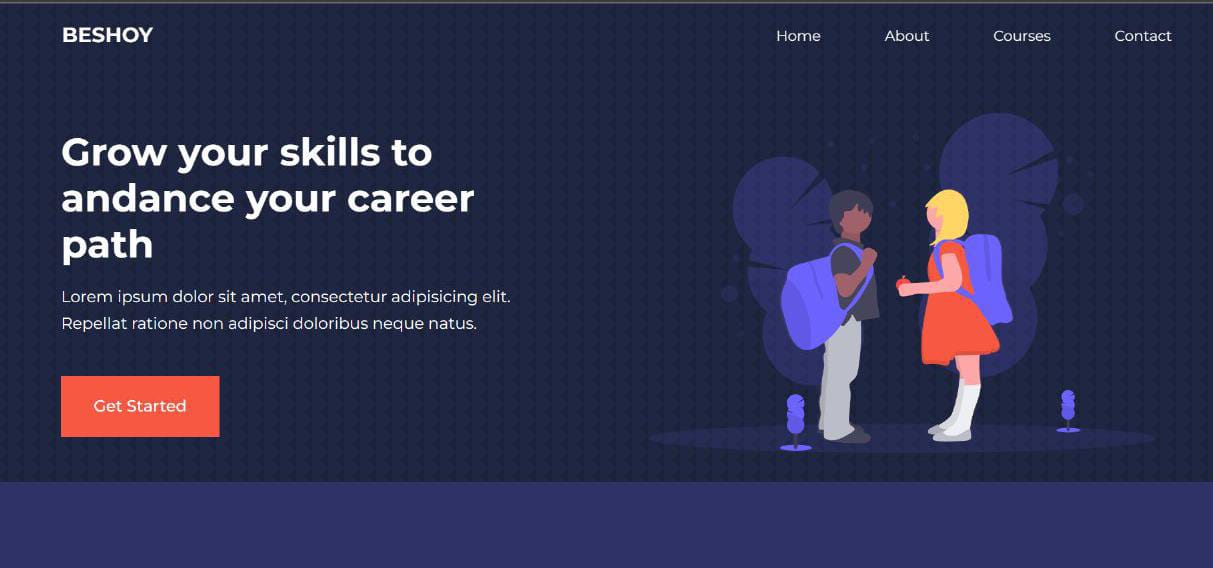 BESHOY
Home
About
Courses
Contact
Grow your skills to
andance your career
path
Lorem ipsum dolor sit amet, consectetur adipisicing elit.
Repellat ratione non adipisci doloribus neque natus.
Get Started